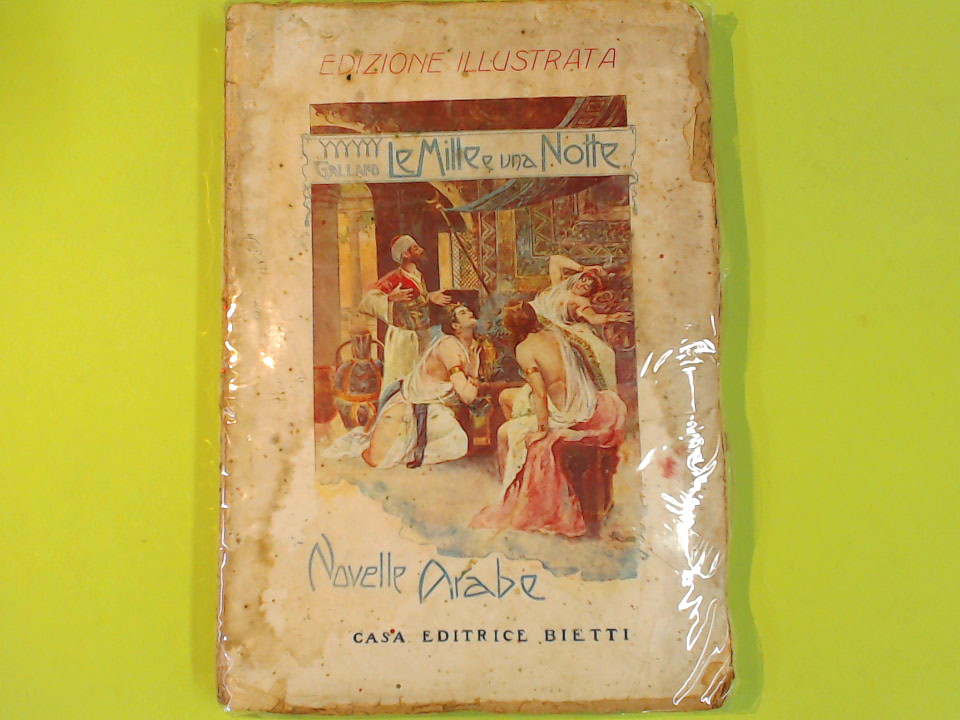 EDIZIONE ILLUSTRATA
GALLAND Le Mille e una Notte
Novelle Arabe
CASA EDITRICE BIETTI